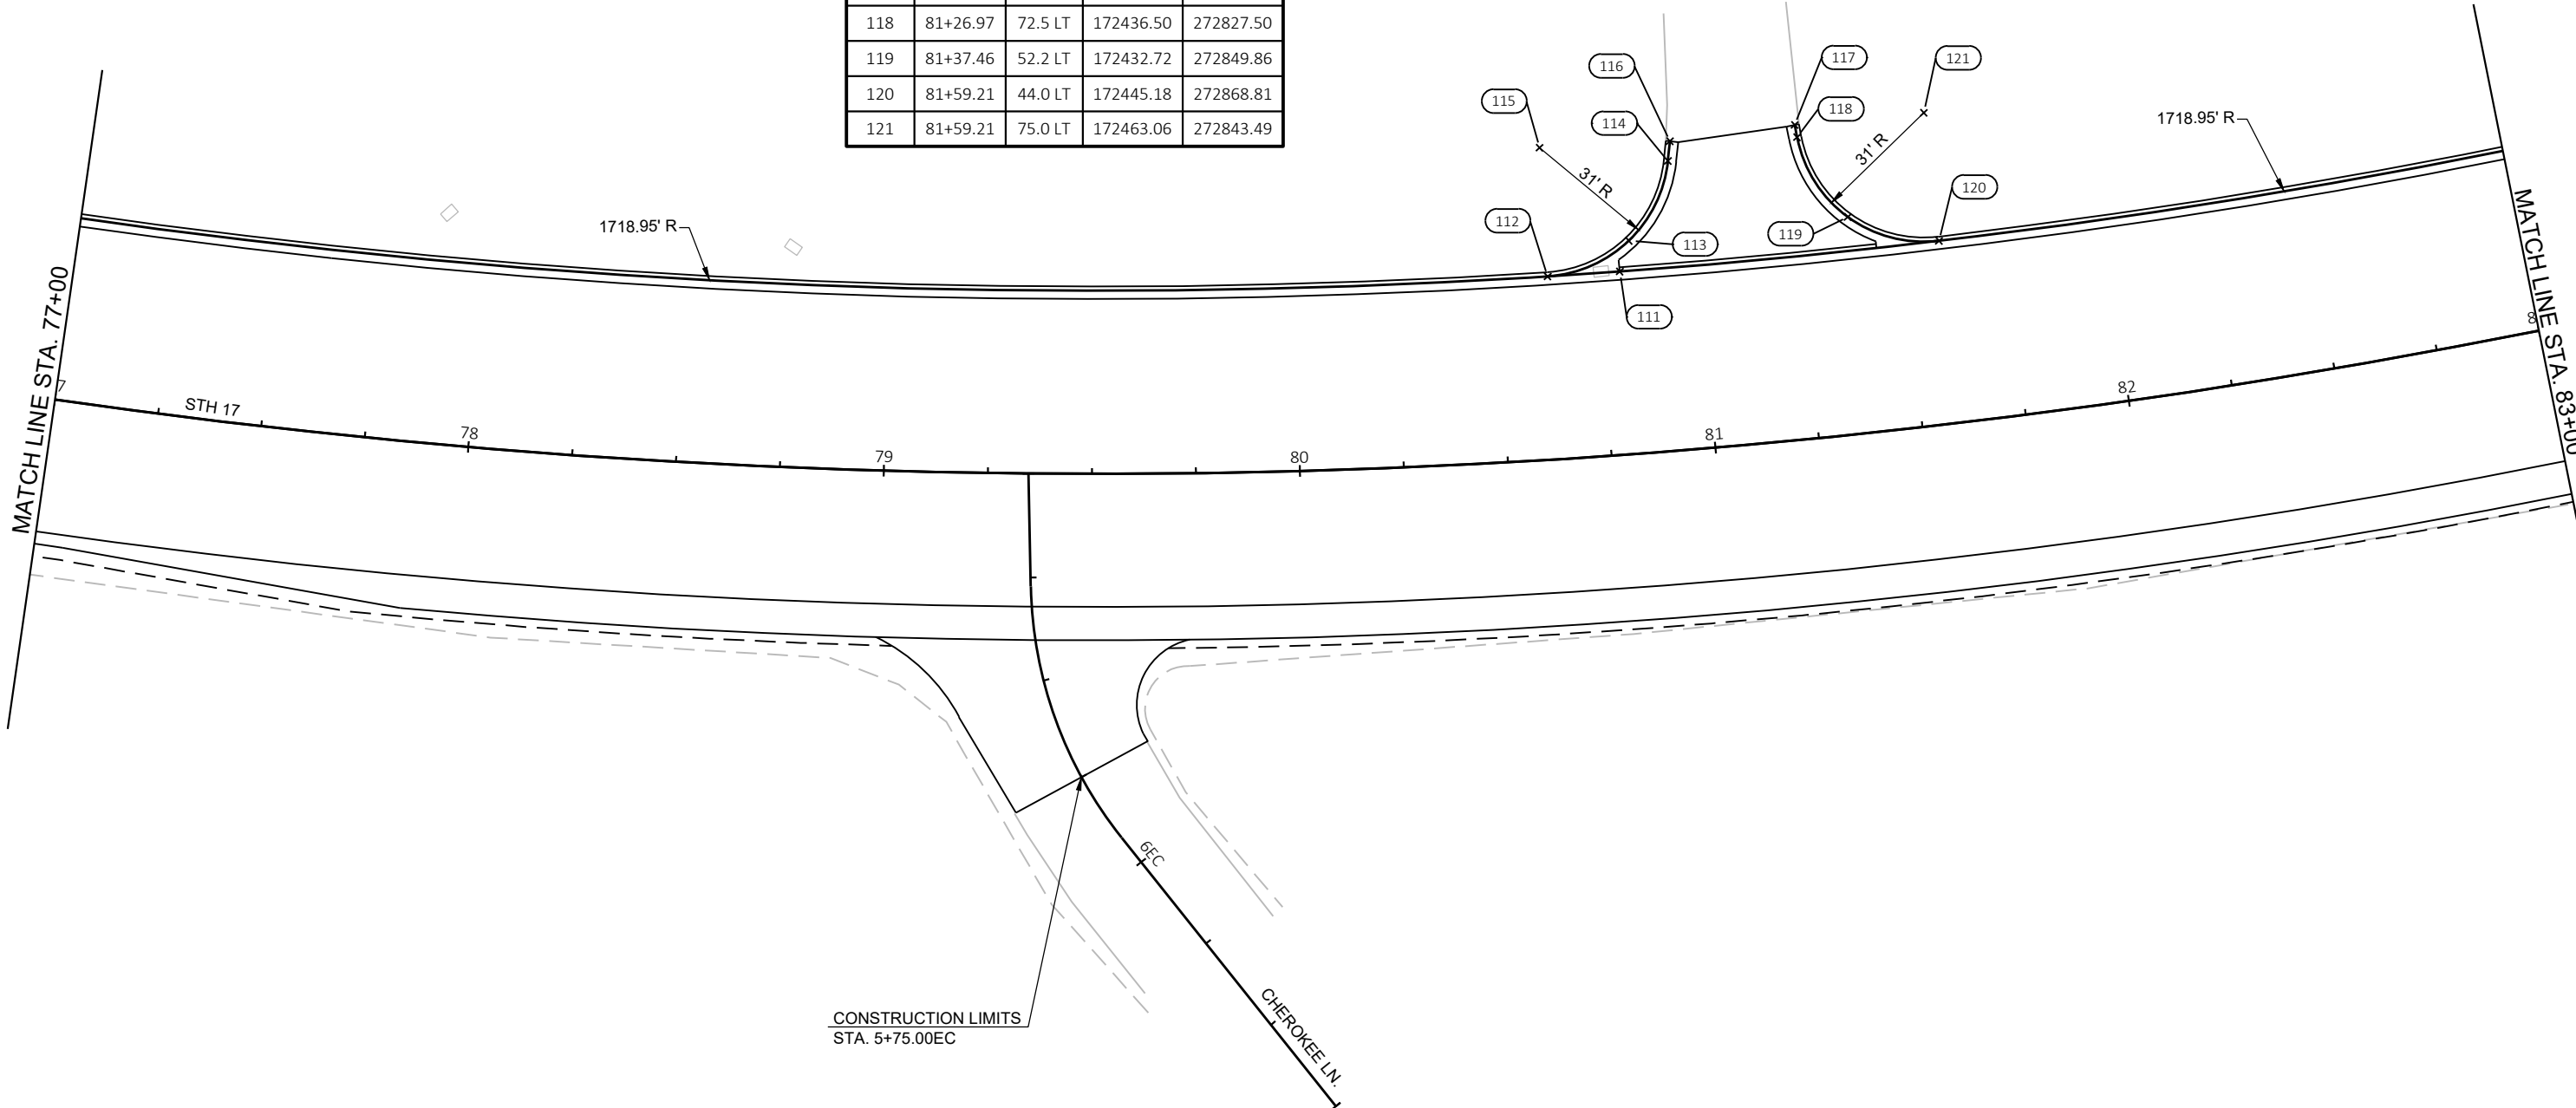 118 81+26.97 72.5 LT 172436.50 272827.50
119 81+37.46 52.2 LT 172432.72 272849.86
120 81+59.21 44.0 LT 172445.18 272868.81
121 81+59.21 75.0 LT 172463.06 272843.49
116
117
121
115
114
118
1718.95' R
31' R
31' R
120
112
1718.95' R
119
113
111
MATCH LINE STA. 77+00
MATCH LINE STA. 83+00
7
STH 17
78
79
80
81
82
8
6EC
CONSTRUCTION LIMITS
STA. 5+75.00EC
CHEROKEE LN.